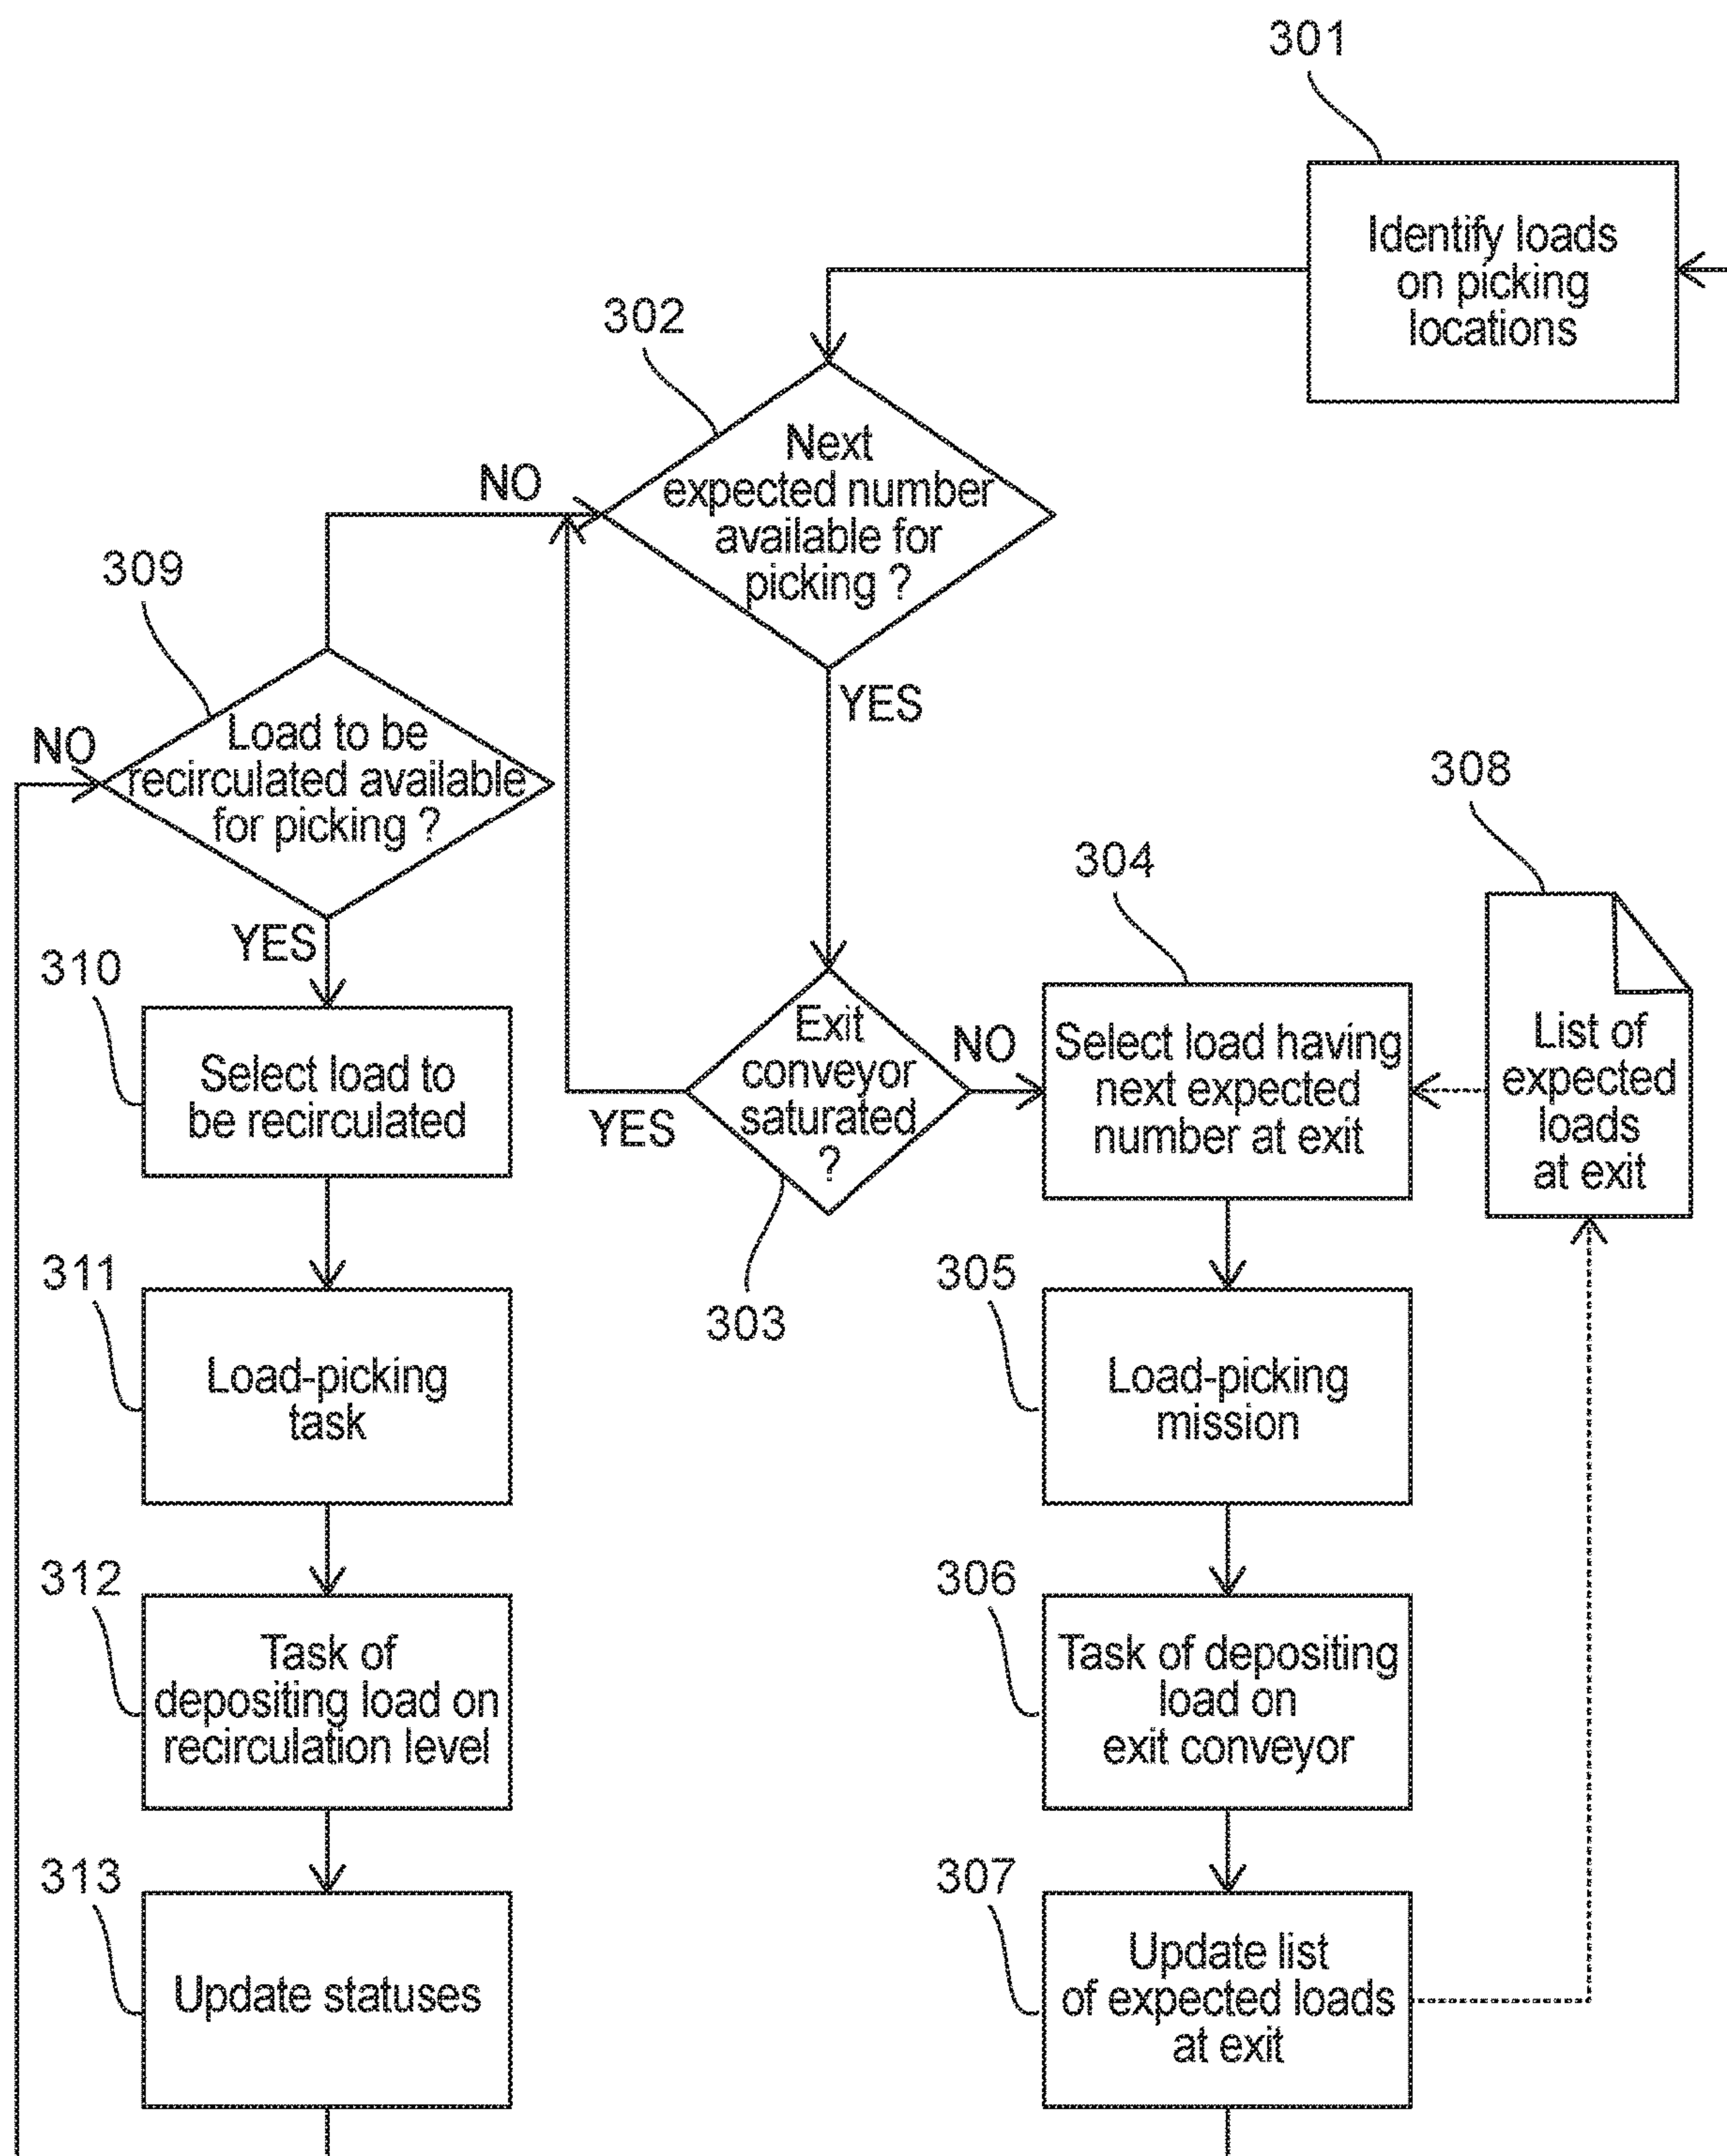 301
Identify loads
on picking
locations
302
Next
expected number
available for
picking ?
NO
YES
309
NO
Load to be
recirculated available
for picking ?
YES
308
List of
expected
loads
at exit
304
Select load having
next expected
number at exit
NO
Exit
conveyor
saturated
?
YES
303
310
Select load to
be recirculated
311
Load-picking
task
305
Load-picking
mission
312
Task of
depositing load on
recirculation level
306
Task of depositing
load on
exit conveyor
313
Update statuses
307
Update list
of expected loads
at exit